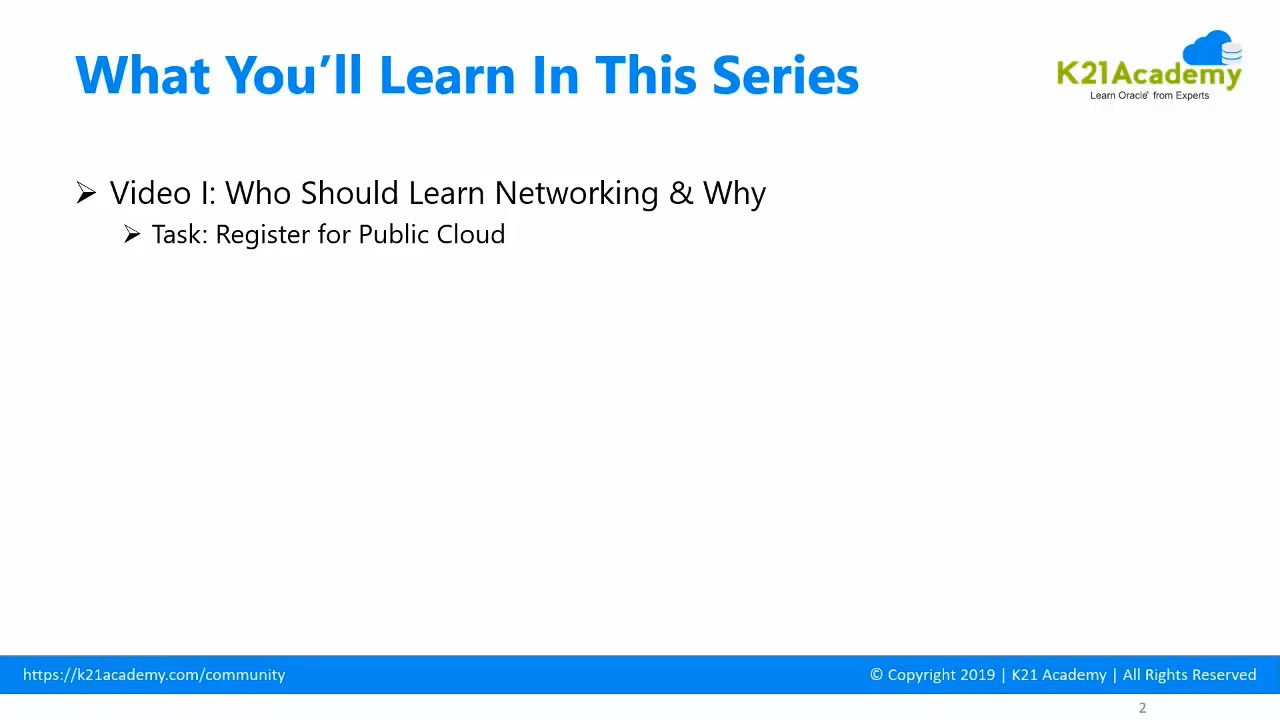 What You’ll Learn In This Series
K21Academy
Learn Oracle® from Experts
➢ Video I: Who Should Learn Networking & Why
➢ Task: Register for Public Cloud
https://k21academy.com/community
© Copyright 2019 | K21 Academy | All Rights Reserved
2